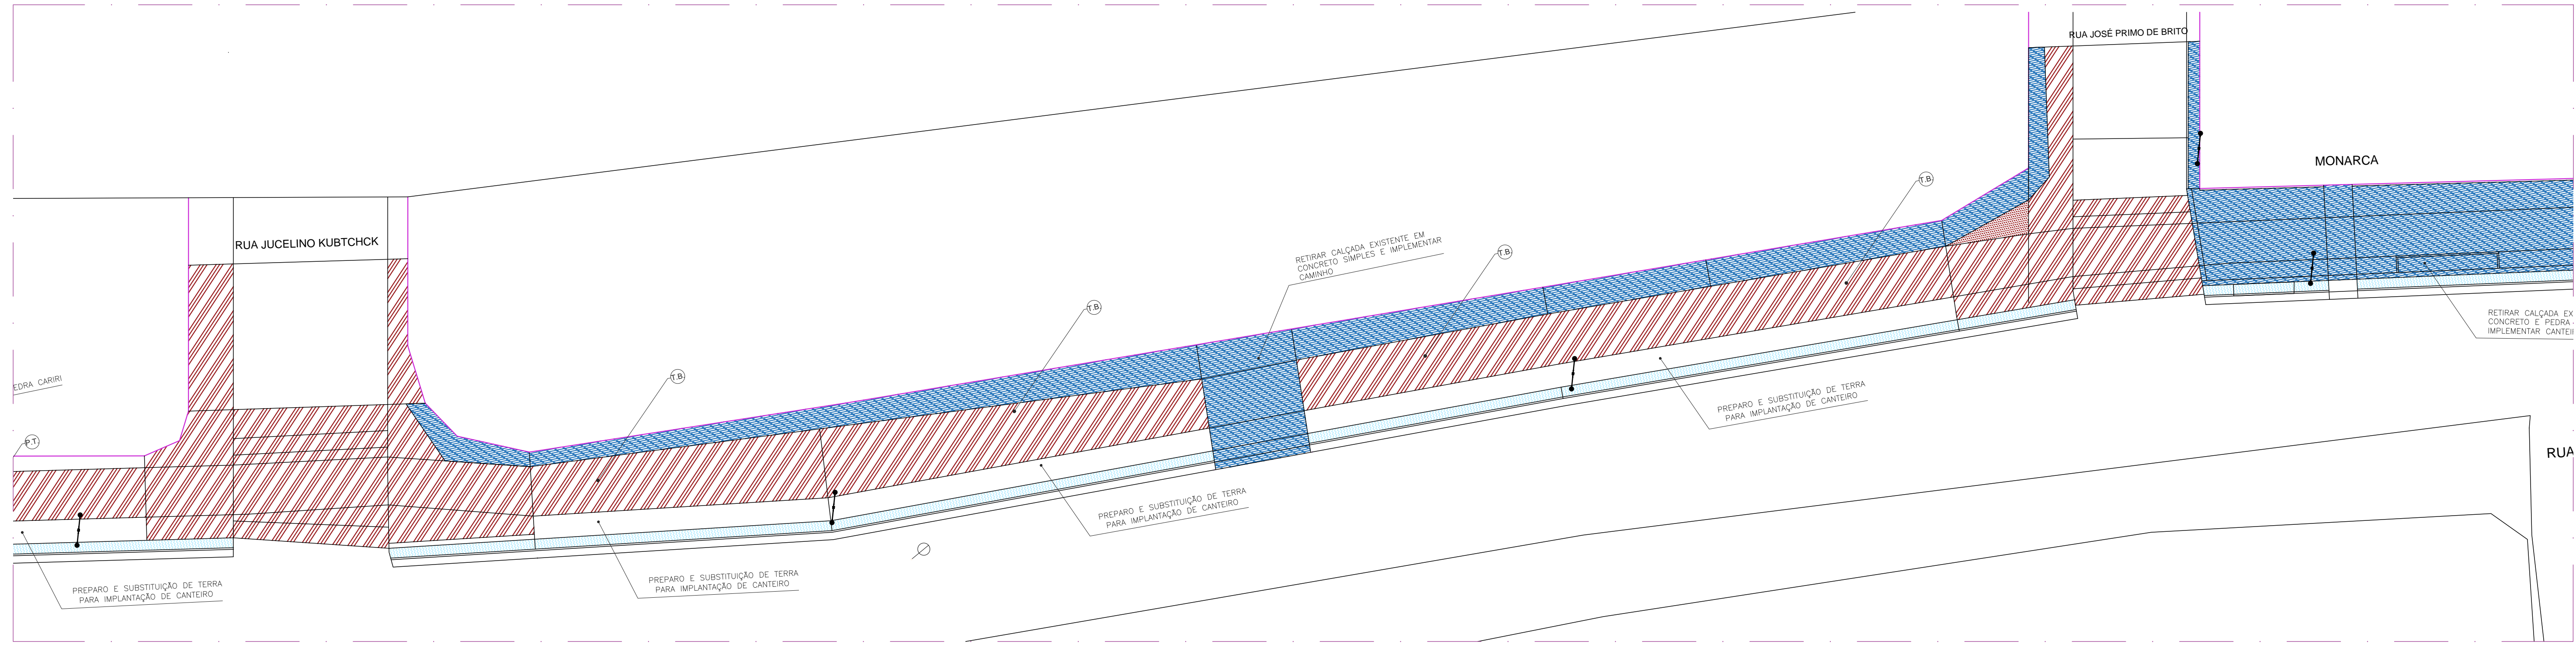 RUA JOSÉ PRIMO DE BRITO
MONARCA
RUA JUCELINO KUBTCHCK
RETIRAR CALÇADA EXISTENTE EM
CONCRETO SIMPLES E IMPLEMENTAR
CAMINHO
T.B.
T.B.
T.B.
T.B.
RETIRAR CALÇADA EX
CONCRETO E PEDRA
IMPLEMENTAR CANTEI
EDRA CARIRI
P.T.
PREPARO E SUBSTITUIÇÃO DE TERRA
PARA IMPLANTAÇÃO DE CANTEIRO
RUA
PREPARO E SUBSTITUIÇÃO DE TERRA
PARA IMPLANTAÇÃO DE CANTEIRO
PREPARO E SUBSTITUIÇÃO DE TERRA
PARA IMPLANTAÇÃO DE CANTEIRO
PREPARO E SUBSTITUIÇÃO DE TERRA
PARA IMPLANTAÇÃO DE CANTEIRO